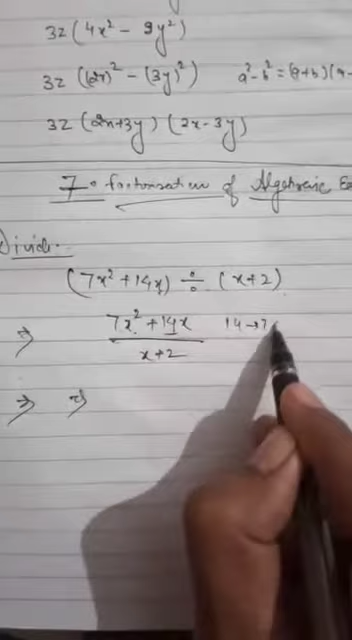 3z (4x² - 9y²)
3z ((2x)² - (3y)²) a²-b² = (a+b)(a-
3z (2x+3y) (2x-3y)
7. Factorisation of Algebraic
Divide.
(7x² + 14x) ÷ (x+2)
⇒ 7x² + 14x 14→7
x+2
⇒ ⇒